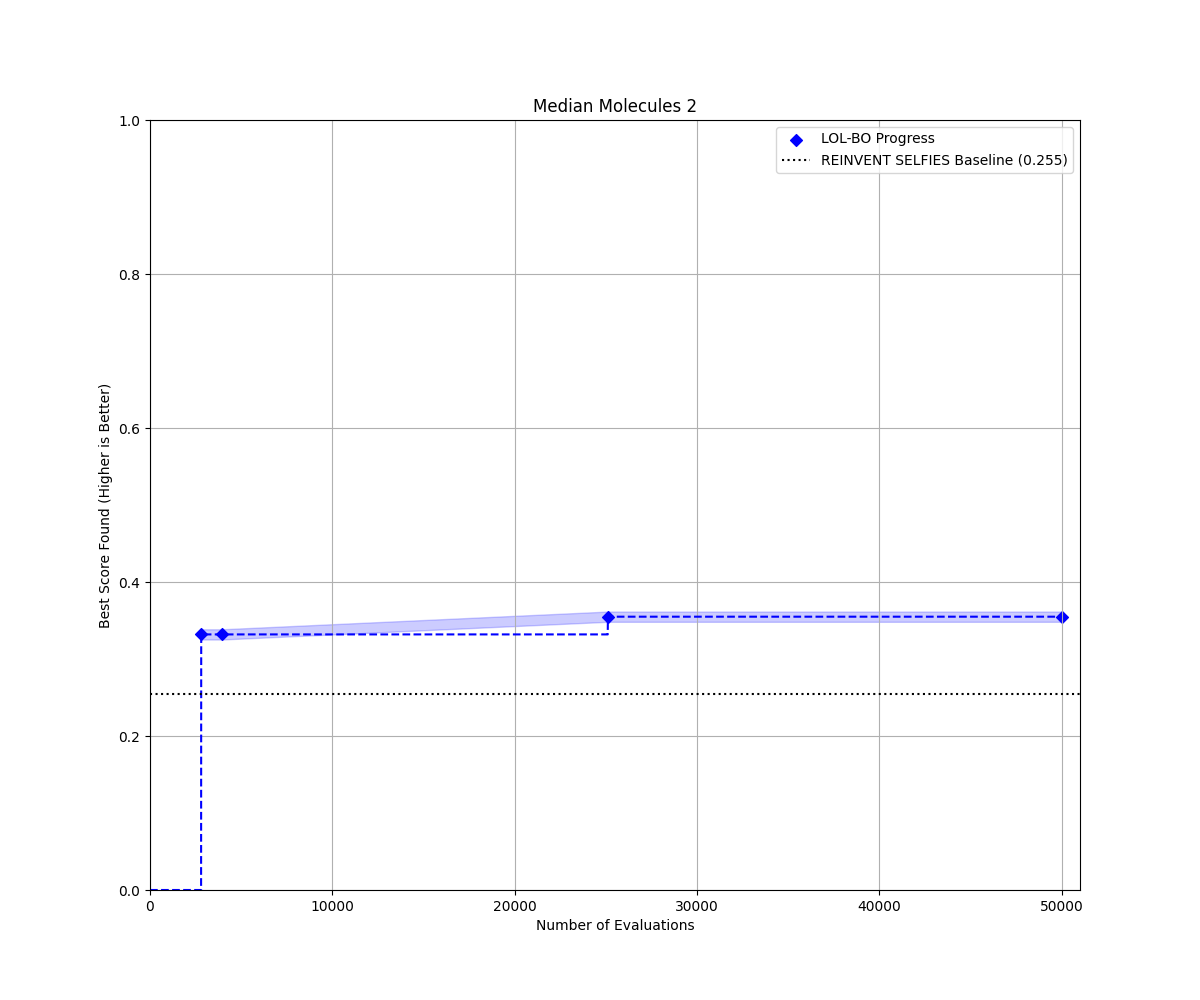 Median Molecules 2
LOL-BO Progress
REINVENT SELFIES Baseline (0.255)
Best Score Found (Higher is Better)
1.0
0.8
0.6
0.4
0.2
0.0
0 10000 20000 30000 40000 50000
Number of Evaluations